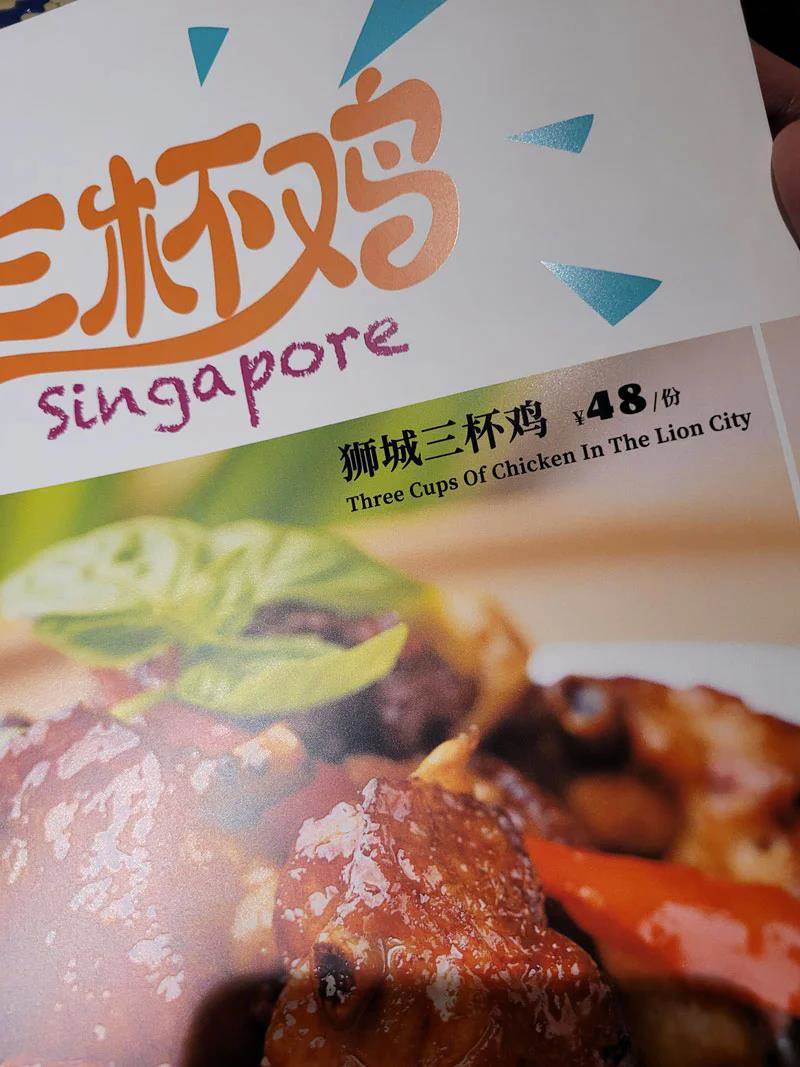 三杯鸡
singapore
狮城三杯鸡 ¥48/份
Three Cups Of Chicken In The Lion City